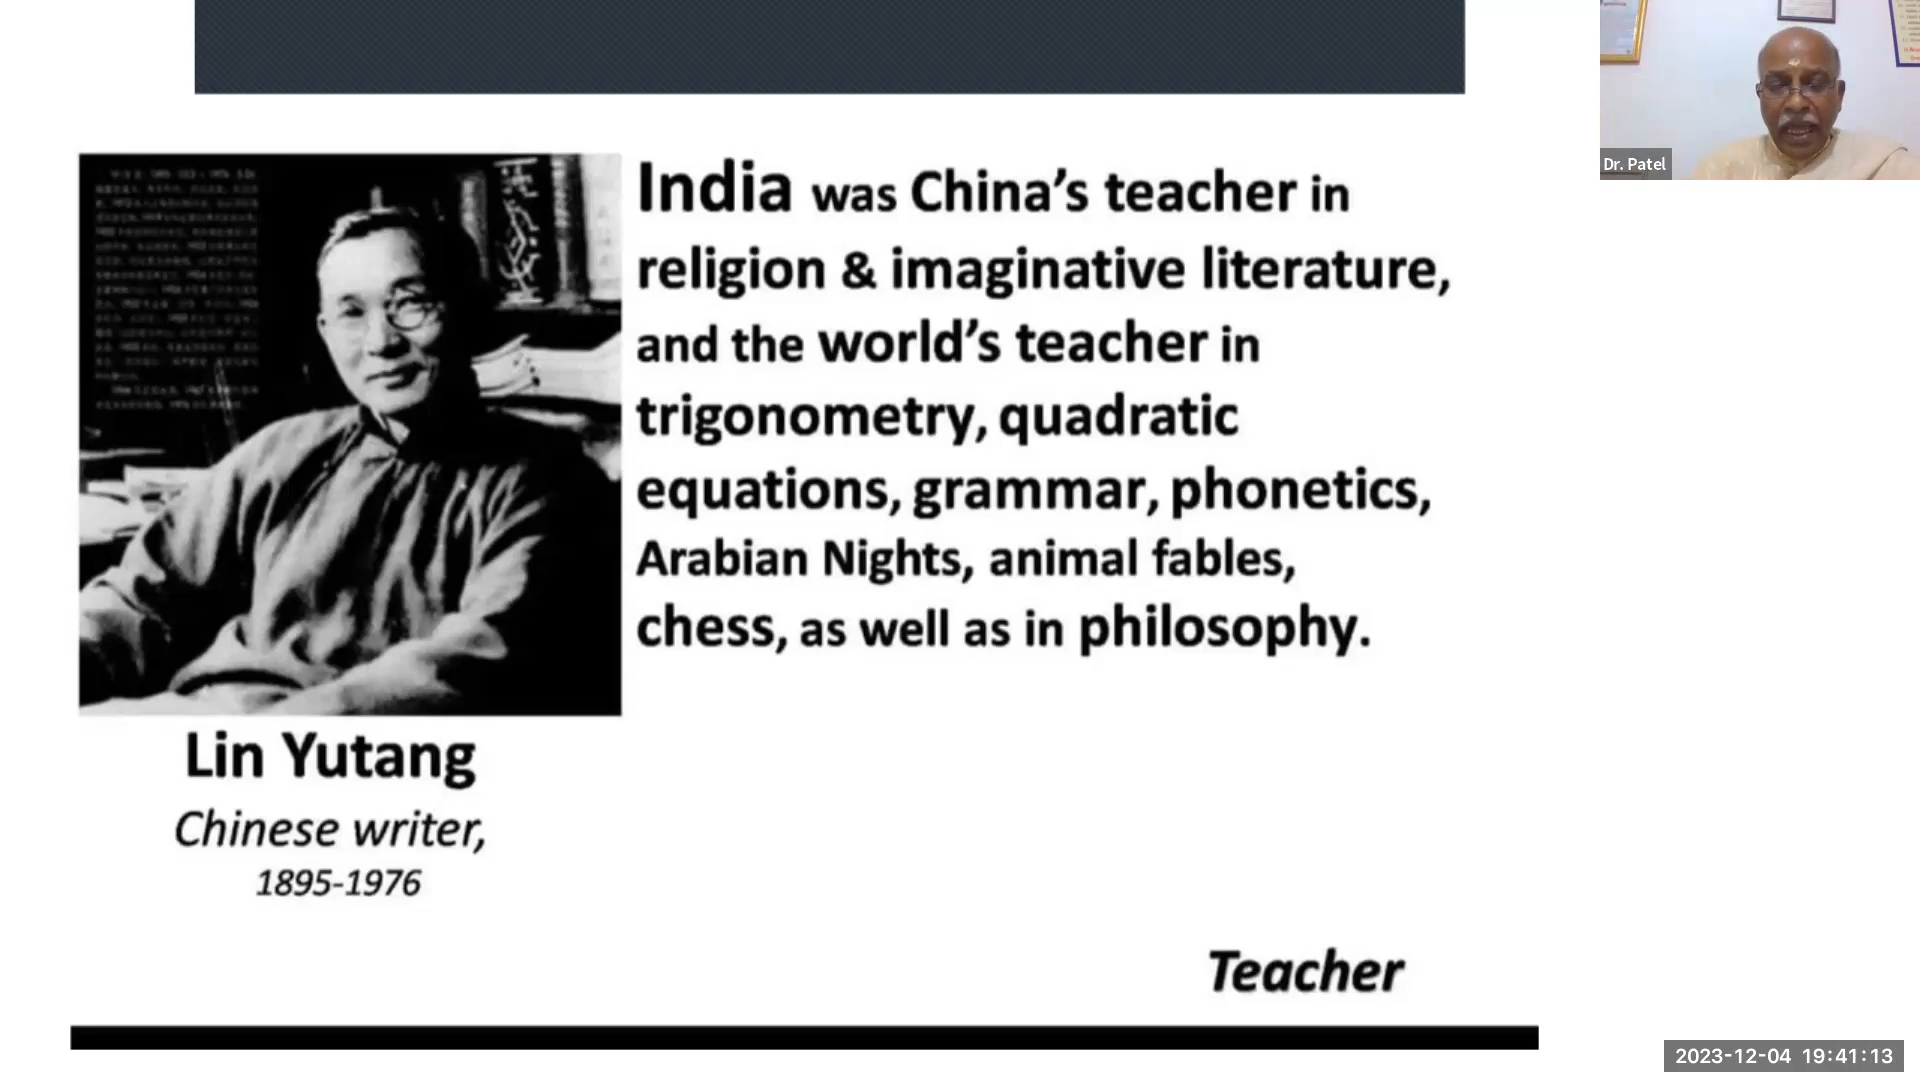 India was China’s teacher in
religion & imaginative literature,
and the world’s teacher in
trigonometry, quadratic
equations, grammar, phonetics,
Arabian Nights, animal fables,
chess, as well as in philosophy.
Lin Yutang
Chinese writer,
1895-1976
Teacher
Dr. Patel
2023-12-04 19:41:13